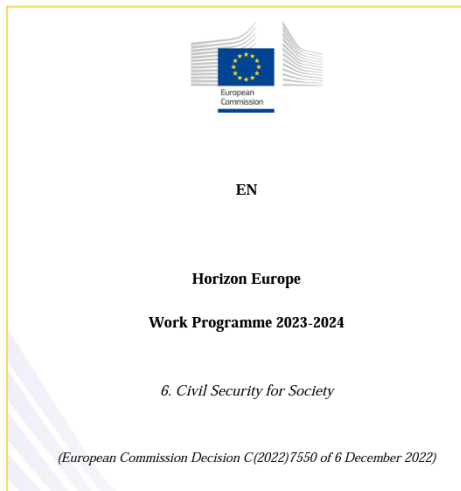 European
Commission
EN
Horizon Europe
Work Programme 2023-2024
6. Civil Security for Society
(European Commission Decision C(2022)7550 of 6 December 2022)